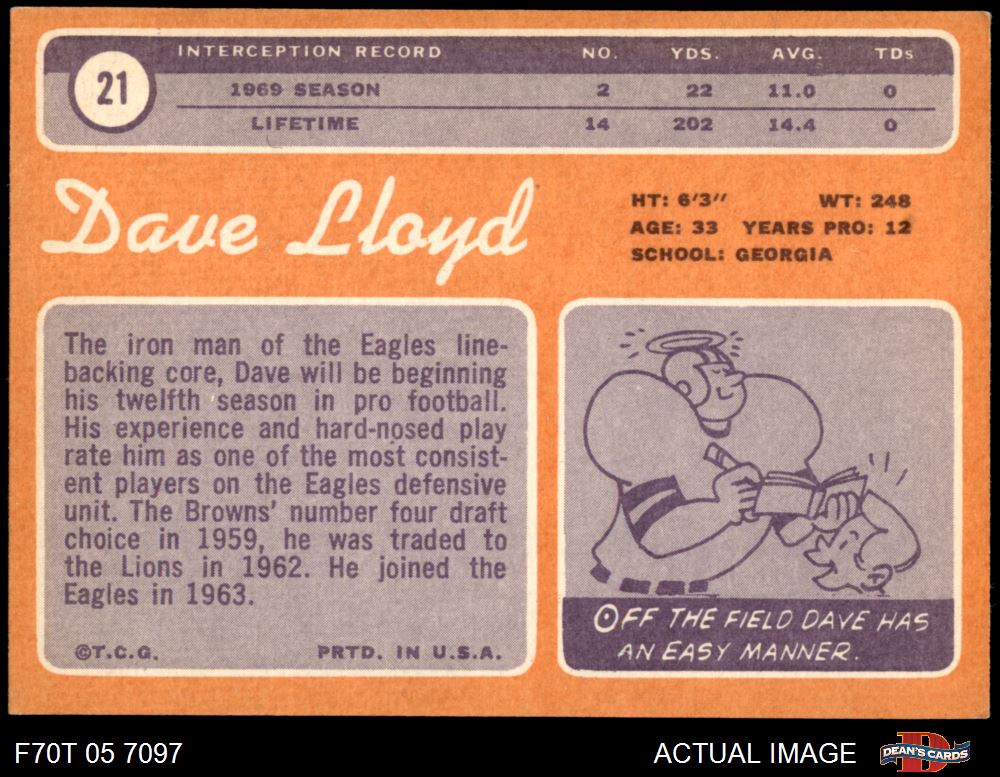 21
INTERCEPTION RECORD NO. YDS. AVG. TDs
1969 SEASON 2 22 11.0 0
LIFETIME 14 202 14.4 0
Dave Lloyd
HT: 6'3" WT: 248
AGE: 33 YEARS PRO: 12
SCHOOL: GEORGIA
The iron man of the Eagles line-
backing core, Dave will be beginning
his twelfth season in pro football.
His experience and hard-nosed play
rate him as one of the most consist-
ent players on the Eagles defensive
unit. The Browns' number four draft
choice in 1959, he was traded to
the Lions in 1962. He joined the
Eagles in 1963.
©T.C.G. PRTD. IN U.S.A.
OFF THE FIELD DAVE HAS
AN EASY MANNER.
F70T 05 7097
ACTUAL IMAGE
D
DEAN'S CARDS